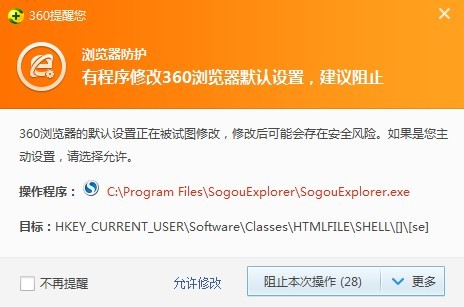 360提醒您
浏览器防护
有程序修改360浏览器默认设置，建议阻止
360浏览器的默认设置正在被试图修改，修改后可能会存在安全风险。如果是您主
动设置，请选择允许。
操作程序： C:\Program Files\SogouExplorer\SogouExplorer.exe
目标：HKEY_CURRENT_USER\Software\Classes\HTMLFILE\SHELL\[]\[se]
不再提醒 允许修改 阻止本次操作 (28) 更多